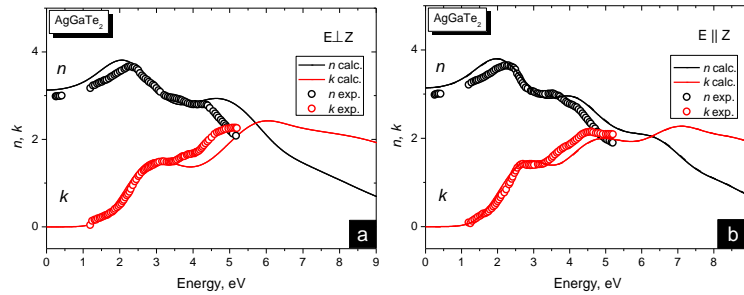 AgGaTe2
E⊥Z
n
n calc.
k calc.
n exp.
k exp.
n, k
4
2
0
k
a
0 1 2 3 4 5 6 7 8 9
Energy, eV
AgGaTe2
E || Z
n
n calc.
k calc.
n exp.
k exp.
4
2
0
k
b
0 1 2 3 4 5 6 7 8
Energy, eV